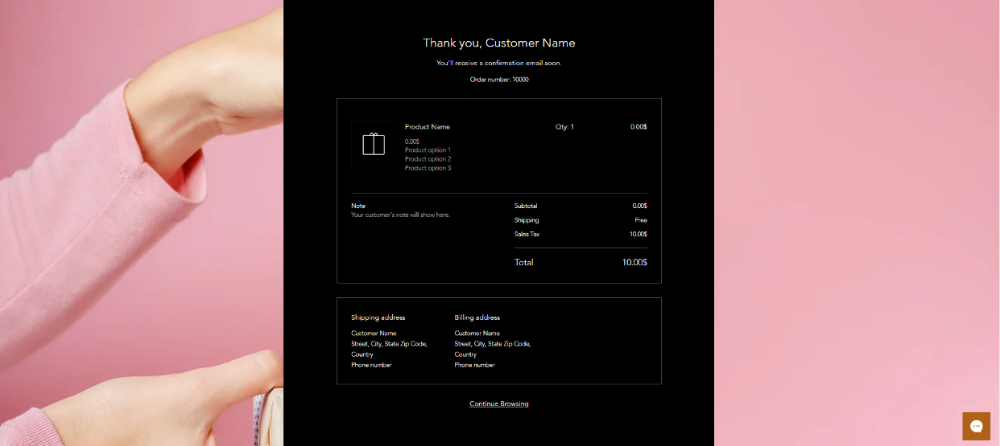 Thank you, Customer Name
You'll receive a confirmation email soon.
Order number: 10000
Product Name Qty: 1 0.00$
0.00$
Product option 1
Product option 2
Product option 3
Note
Your customer's note will show here.
Subtotal 0.00$
Shipping Free
Sales Tax 10.00$
Total 10.00$
Shipping address
Customer Name
Street, City, State Zip Code,
Country
Phone number
Billing address
Customer Name
Street, City, State Zip Code,
Country
Phone number
Continue Browsing